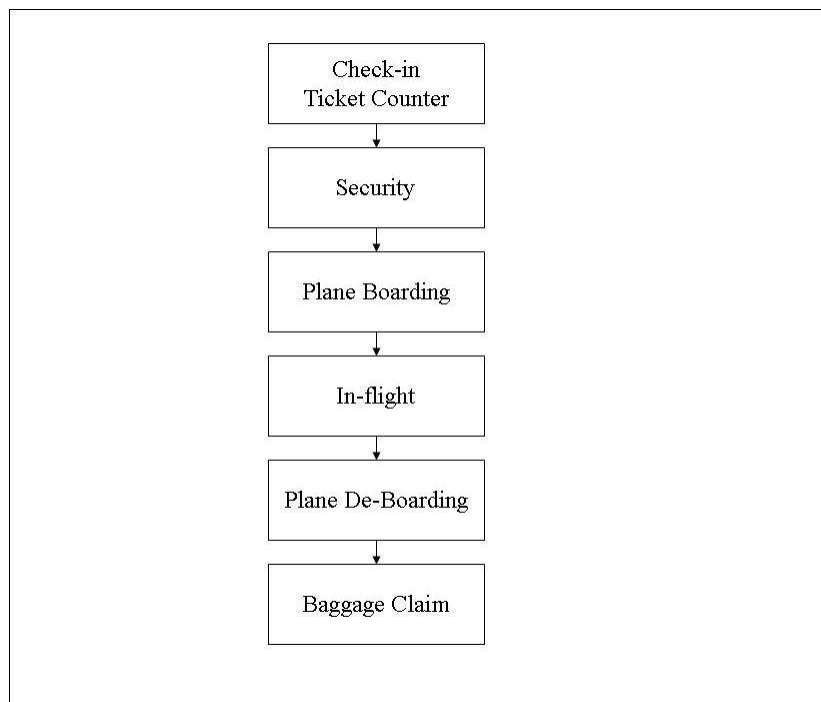 Check-in
Ticket Counter
Security
Plane Boarding
In-flight
Plane De-Boarding
Baggage Claim